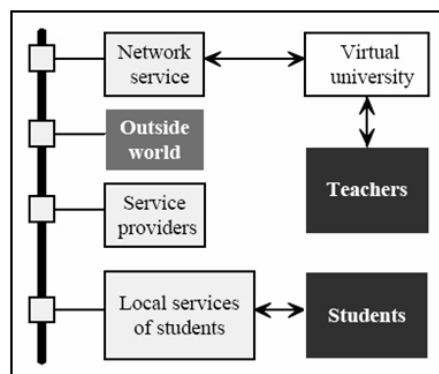 Network
service
Virtual
university
Outside
world
Teachers
Service
providers
Local services
of students
Students